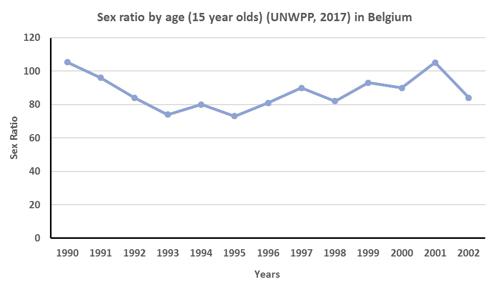 Sex ratio by age (15 year olds) (UNWPP, 2017) in Belgium
120
100
80
60
40
20
0
Sex Ratio
1990 1991 1992 1993 1994 1995 1996 1997 1998 1999 2000 2001 2002
Years